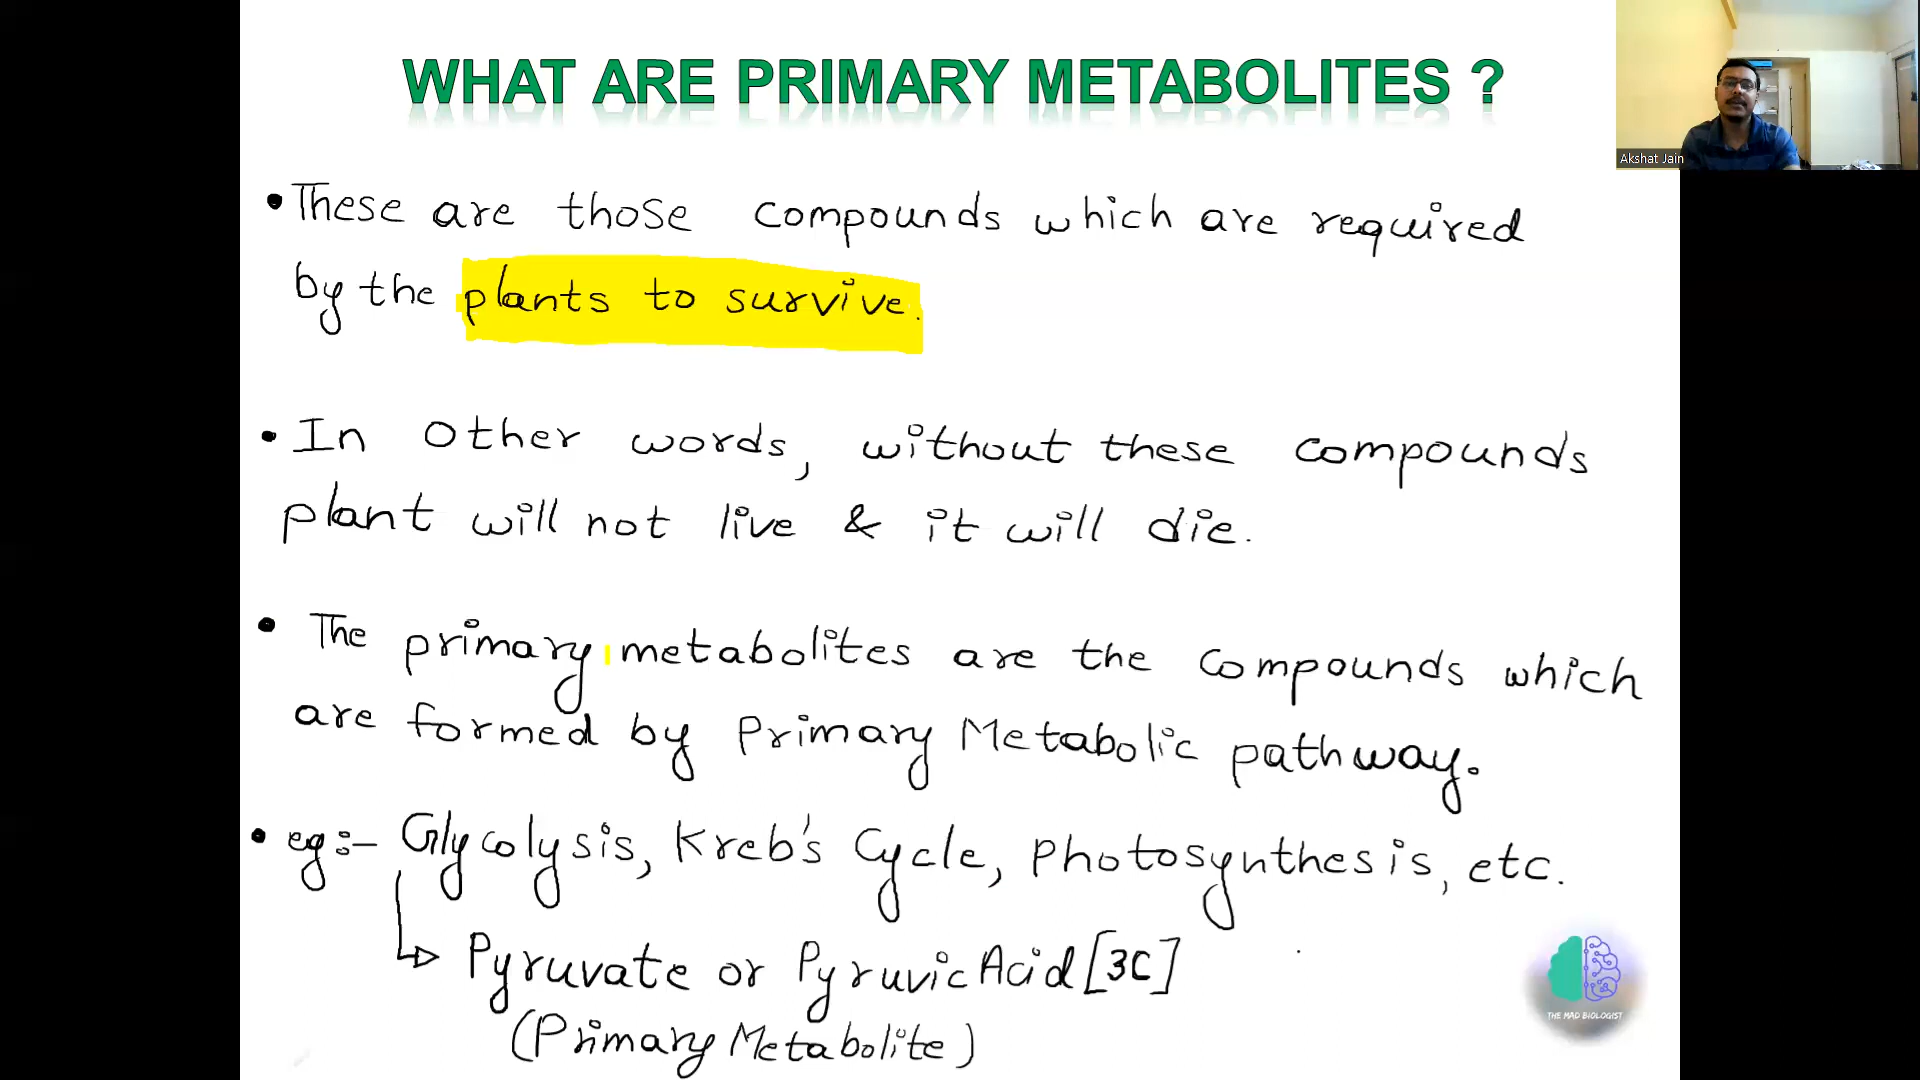 WHAT ARE PRIMARY METABOLITES ?
Akshat Jain
• These are those compounds which are required
by the plants to survive.
• In other words, without these compounds
plant will not live & it will die.
• The primary metabolites are the compounds which
are formed by Primary Metabolic pathway.
• eg:- Glycolysis, Kreb's Cycle, Photosynthesis, etc.
Pyruvate or Pyruvic Acid [3C]
(Primary Metabolite)
THE MAD BIOLOGIST